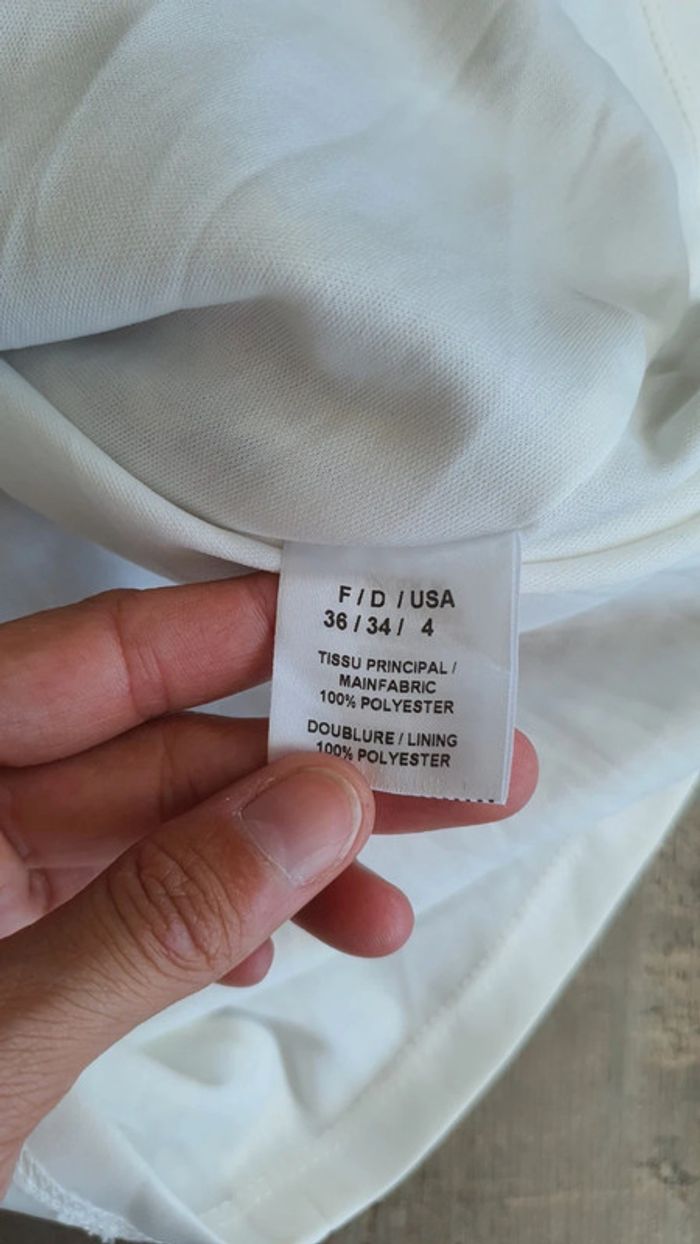 F / D / USA
36 / 34 / 4
TISSU PRINCIPAL /
MAINFABRIC
100% POLYESTER
DOUBLURE / LINING
100% POLYESTER